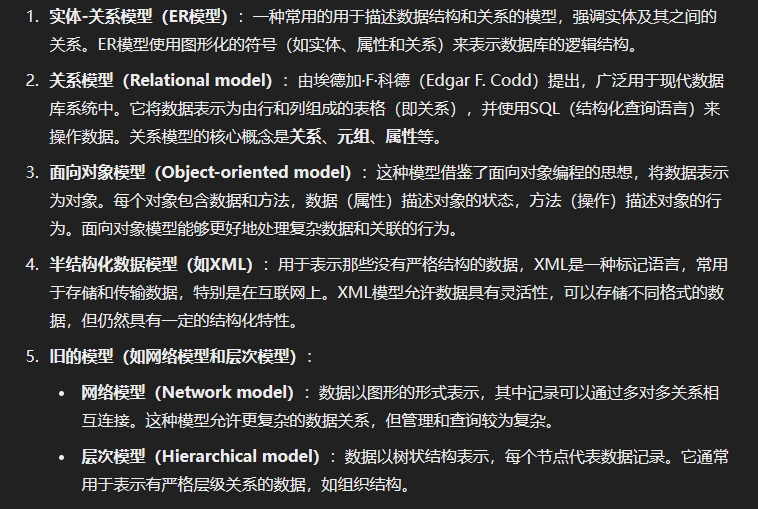 1. 实体-关系模型（ER模型）：一种常用的用于描述数据结构和关系的模型，强调实体及其之间的
关系。ER模型使用图形化的符号（如实体、属性和关系）来表示数据库的逻辑结构。
2. 关系模型（Relational model）：由埃德加·F·科德（Edgar F. Codd）提出，广泛用于现代数据
库系统中。它将数据表示为由行和列组成的表格（即关系），并使用SQL（结构化查询语言）来
操作数据。关系模型的核心概念是关系、元组、属性等。
3. 面向对象模型（Object-oriented model）：这种模型借鉴了面向对象编程的思想，将数据表示
为对象。每个对象包含数据和方法，数据（属性）描述对象的状态，方法（操作）描述对象的行
为。面向对象模型能够更好地处理复杂数据和关联的行为。
4. 半结构化数据模型（如XML）：用于表示那些没有严格结构的数据，XML是一种标记语言，常用
于存储和传输数据，特别是在互联网上。XML模型允许数据具有灵活性，可以存储不同格式的数
据，但仍然具有一定的结构化特性。
5. 旧的模型（如网络模型和层次模型）：
• 网络模型（Network model）：数据以图形的形式表示，其中记录可以通过多对多关系相
互连接。这种模型允许更复杂的数据关系，但管理和查询较为复杂。
• 层次模型（Hierarchical model）：数据以树状结构表示，每个节点代表数据记录。它通常
用于表示有严格层级关系的数据，如组织结构。